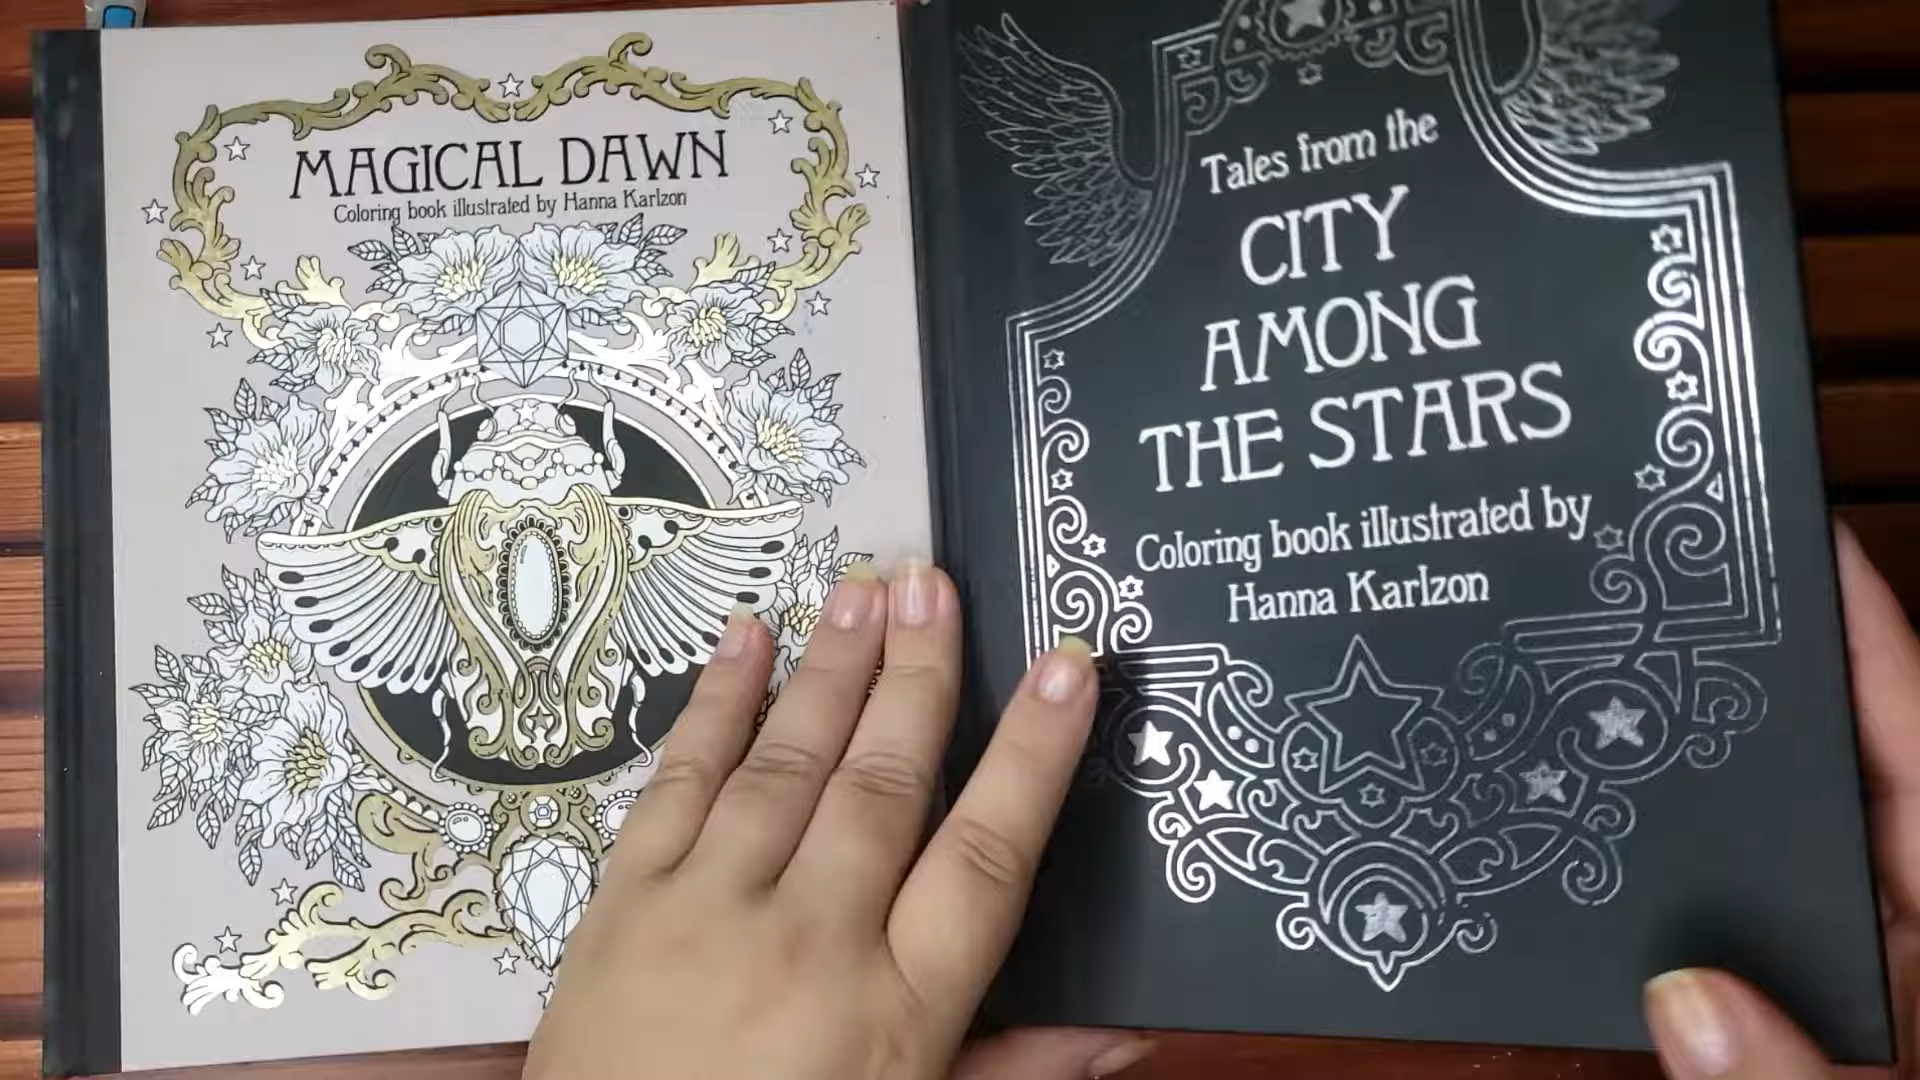 MAGICAL DAWN
Coloring book illustrated by Hanna Karlzon
Tales from the
CITY
AMONG
THE STARS
Coloring book illustrated by
Hanna Karlzon